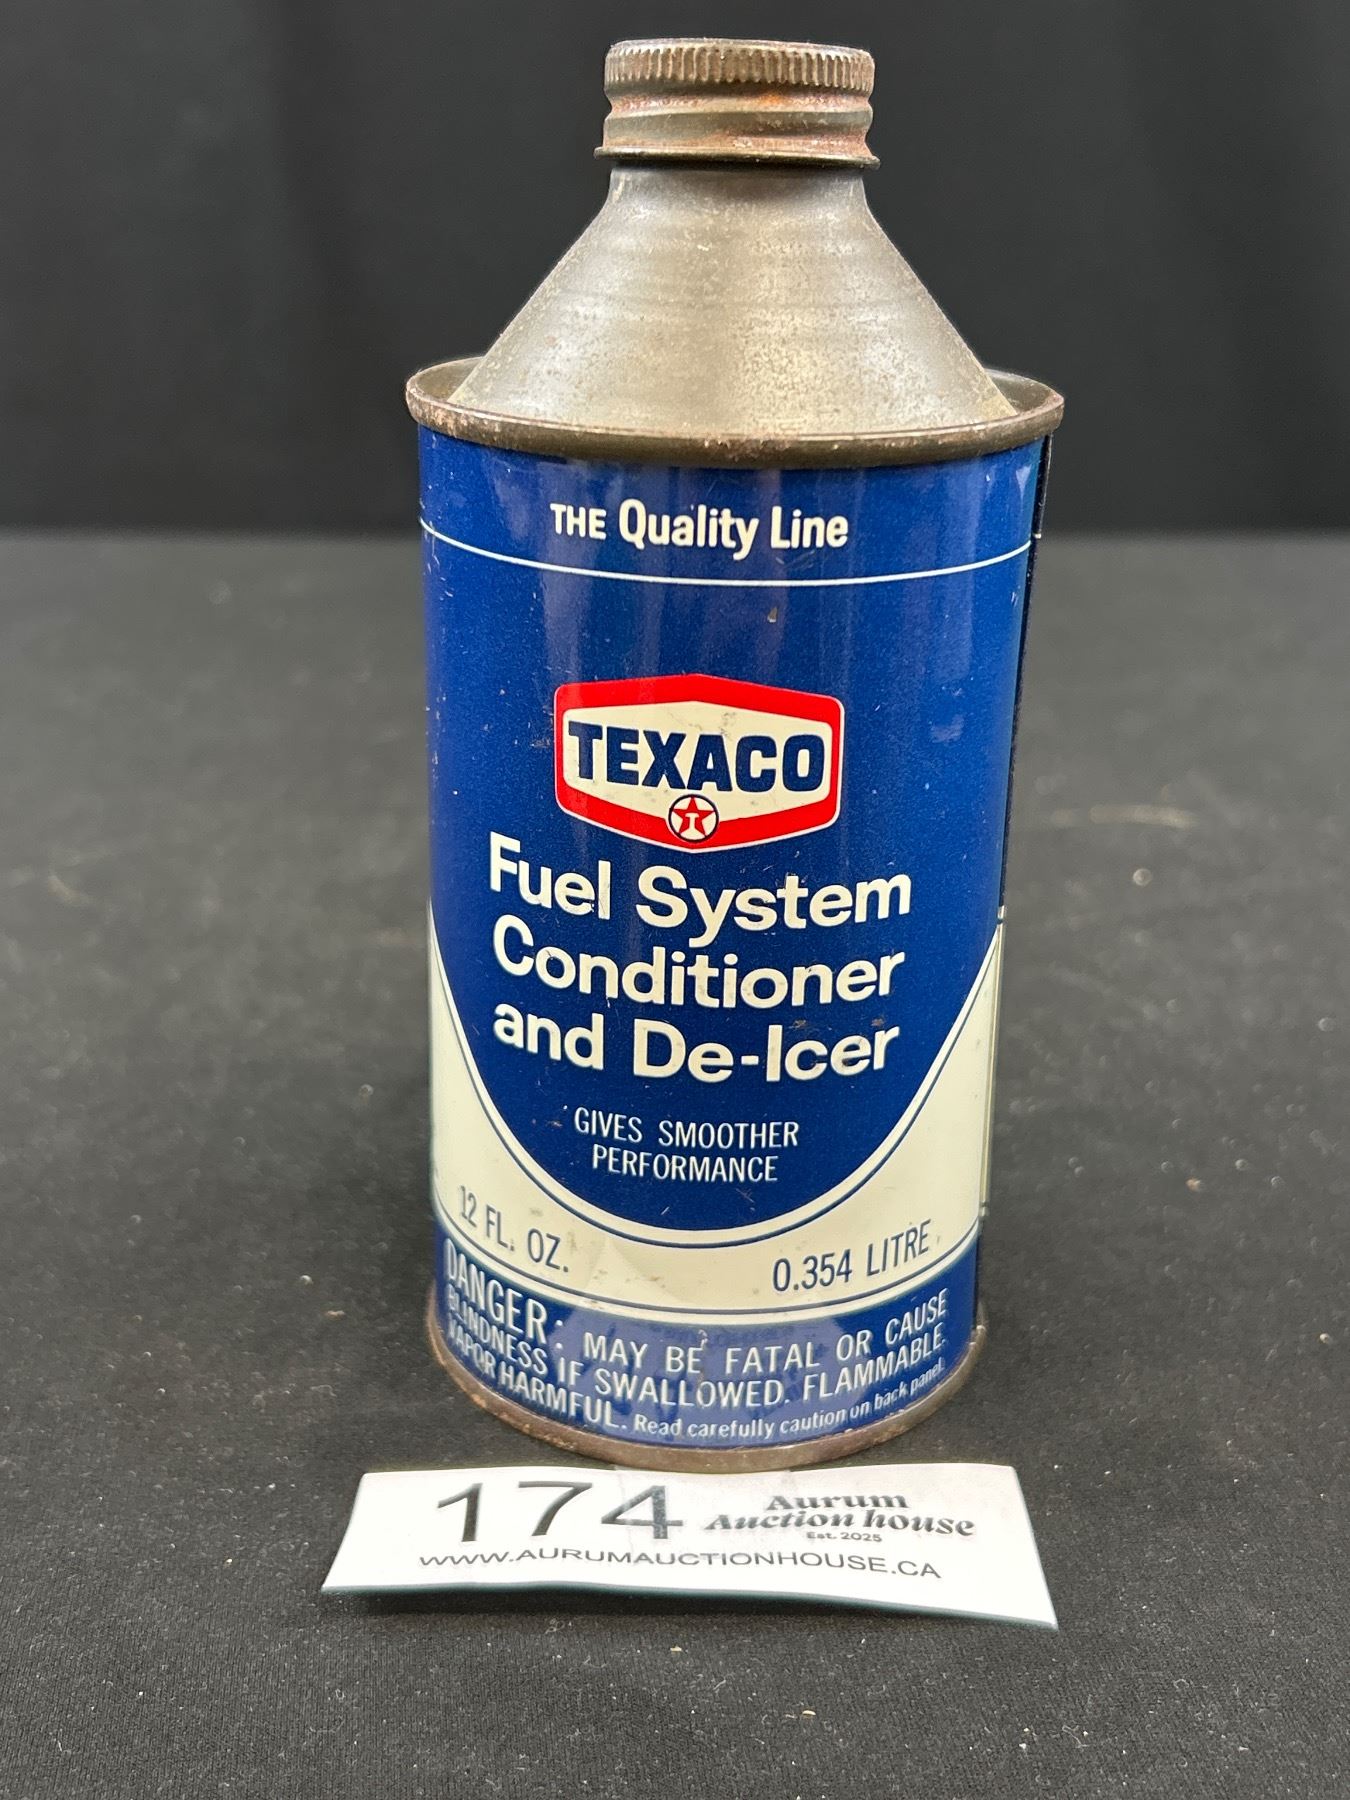 THE Quality Line
TEXACO
T
Fuel System
Conditioner
and De-Icer
GIVES SMOOTHER
PERFORMANCE
12 FL. OZ.
0.354 LITRE
DANGER: MAY BE FATAL OR CAUSE
BLINDNESS IF SWALLOWED. FLAMMABLE.
VAPOR HARMFUL. Read carefully caution on back panel.
174
Aurum
Auction house
Est. 2025
WWW.AURUMAUCTIONHOUSE.CA